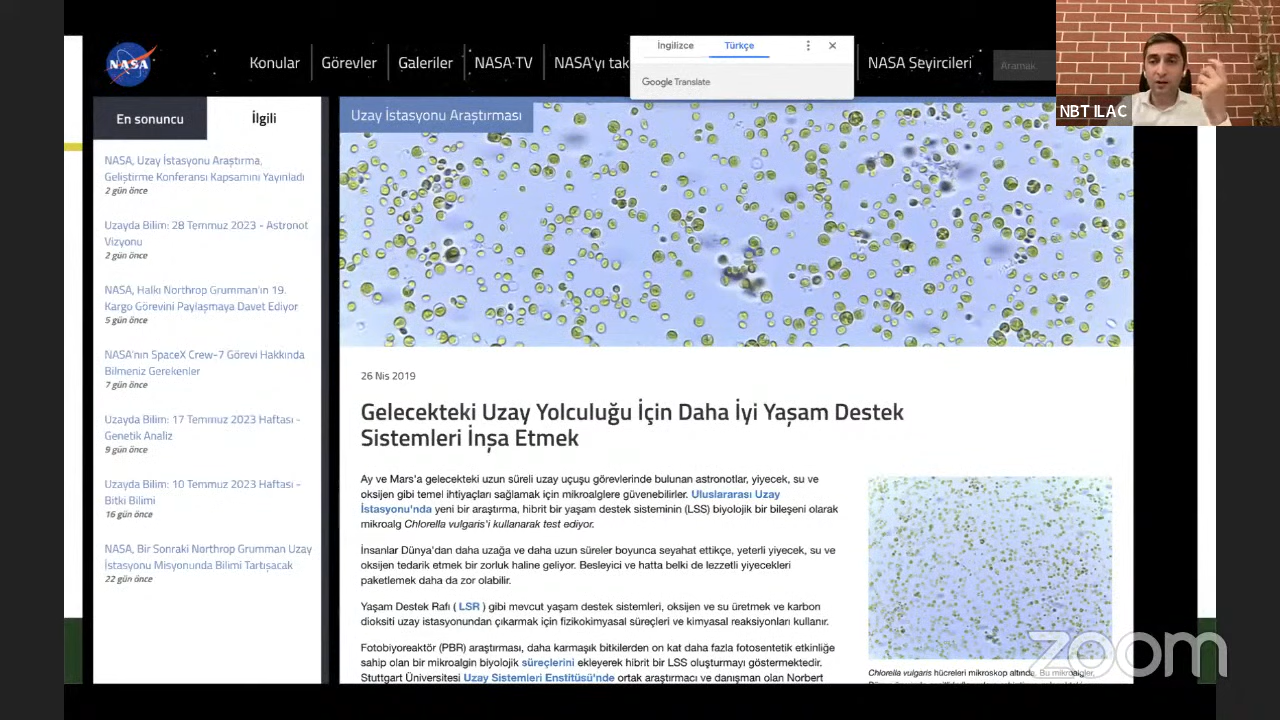 NASA
Konular
Görevler
Galeriler
NASA TV
NASA'yı tak
NASA Seyircileri
Aramak
İngilizce
Türkçe
Google Translate
NBT ILAC
En sonuncu
İlgili
NASA, Uzay İstasyonu Araştırma,
Geliştirme Konferansı Kapsamını Yayınladı
2 gün önce
Uzayda Bilim: 28 Temmuz 2023 - Astronot
Vizyonu
2 gün önce
NASA, Halkı Northrop Grumman'ın 19.
Kargo Görevini Paylaşmaya Davet Ediyor
5 gün önce
NASA'nın SpaceX Crew-7 Görevi Hakkında
Bilmeniz Gerekenler
7 gün önce
Uzayda Bilim: 17 Temmuz 2023 Haftası -
Genetik Analiz
9 gün önce
Uzayda Bilim: 10 Temmuz 2023 Haftası -
Bitki Bilimi
16 gün önce
NASA, Bir Sonraki Northrop Grumman Uzay
İstasyonu Misyonunda Bilimi Tartışacak
22 gün önce
Uzay İstasyonu Araştırması
26 Nis 2019
Gelecekteki Uzay Yolculuğu İçin Daha İyi Yaşam Destek
Sistemleri İnşa Etmek
Ay ve Mars'a gelecekteki uzun süreli uzay uçuşu görevlerinde bulunan astronotlar, yiyecek, su ve
oksijen gibi temel ihtiyaçları sağlamak için mikroalglere güvenebilirler. Uluslararası Uzay
İstasyonu'nda yeni bir araştırma, hibrit bir yaşam destek sisteminin (LSS) biyolojik bir bileşeni olarak
mikroalg Chlorella vulgaris'i kullanarak test ediyor.
İnsanlar Dünya'dan daha uzağa ve daha uzun süreler boyunca seyahat ettikçe, yeterli yiyecek, su ve
oksijen tedarik etmek bir zorluk haline geliyor. Besleyici ve hatta belki de lezzetli yiyecekleri
paketlemek daha da zor olabilir.
Yaşam Destek Rafı ( LSR ) gibi mevcut yaşam destek sistemleri, oksijen ve su üretmek ve karbon
dioksiti uzay istasyonundan çıkarmak için fizikokimyasal süreçleri ve kimyasal reaksiyonları kullanır.
Fotobiyoreaktör (PBR) araştırması, daha karmaşık bitkilerden on kat daha fazla fotosentetik etkinliğe
sahip olan bir mikroalgin biyolojik süreçlerini ekleyerek hibrit bir LSS oluşturmayı göstermektedir.
Stuttgart Üniversitesi Uzay Sistemleri Enstitüsü'nde ortak araştırmacı ve danışman olan Norbert
Chlorella vulgaris hücreleri mikroskop altında. Bu mikroalgler,
zoom